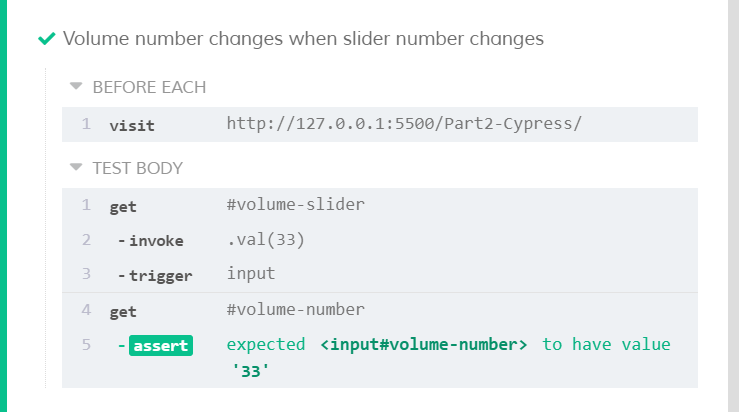 Volume number changes when slider number changes
BEFORE EACH
1 visit http://127.0.0.1:5500/Part2-Cypress/
TEST BODY
1 get #volume-slider
2 -invoke .val(33)
3 -trigger input
4 get #volume-number
5 -assert expected <input#volume-number> to have value
'33'